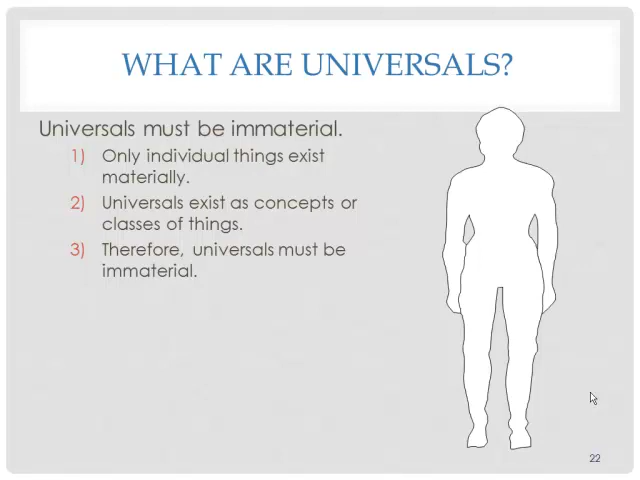 WHAT ARE UNIVERSALS?
Universals must be immaterial.
1) Only individual things exist
materially.
2) Universals exist as concepts or
classes of things.
3) Therefore, universals must be
immaterial.
22